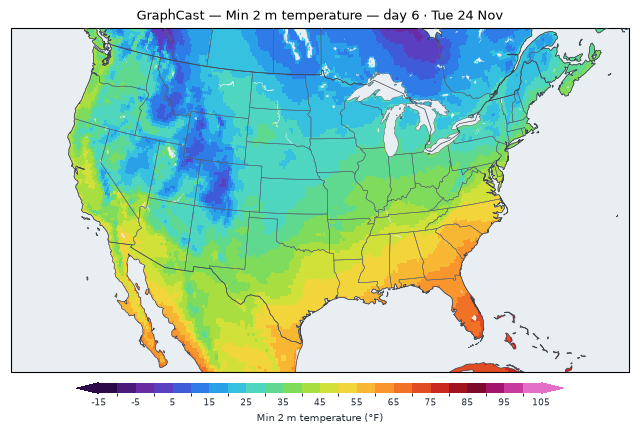 GraphCast — Min 2 m temperature — day 6 · Tue 24 Nov
-15 -5 5 15 25 35 45 55 65 75 85 95 105
Min 2 m temperature (°F)